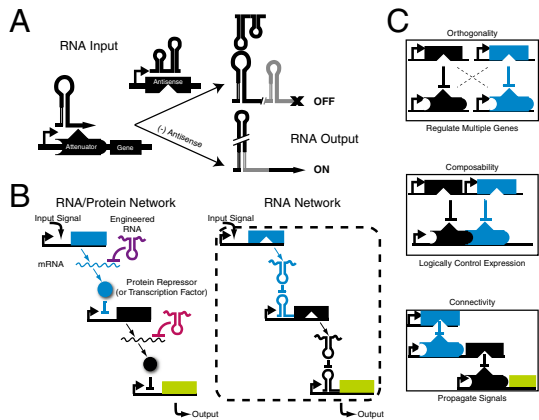 A
RNA Input
Antisense
Attenuator
Gene
(-) Antisense
OFF
RNA Output
ON
B
RNA/Protein Network
Input Signal
Engineered
RNA
mRNA
Protein Repressor
(or Transcription Factor)
Output
RNA Network
Input Signal
Output
C
Orthogonality
Regulate Multiple Genes
Composability
Logically Control Expression
Connectivity
Propagate Signals